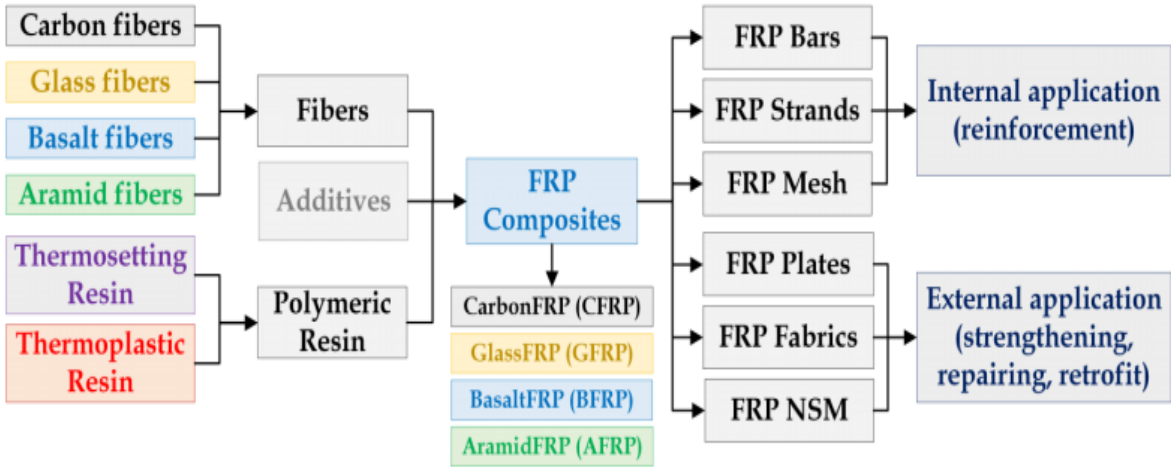 Carbon fibers
Glass fibers
Basalt fibers
Aramid fibers
Thermosetting
Resin
Thermoplastic
Resin
Fibers
Additives
Polymeric
Resin
FRP
Composites
CarbonFRP (CFRP)
GlassFRP (GFRP)
BasaltFRP (BFRP)
AramidFRP (AFRP)
FRP Bars
FRP Strands
FRP Mesh
FRP Plates
FRP Fabrics
FRP NSM
Internal application
(reinforcement)
External application
(strengthening,
repairing, retrofit)